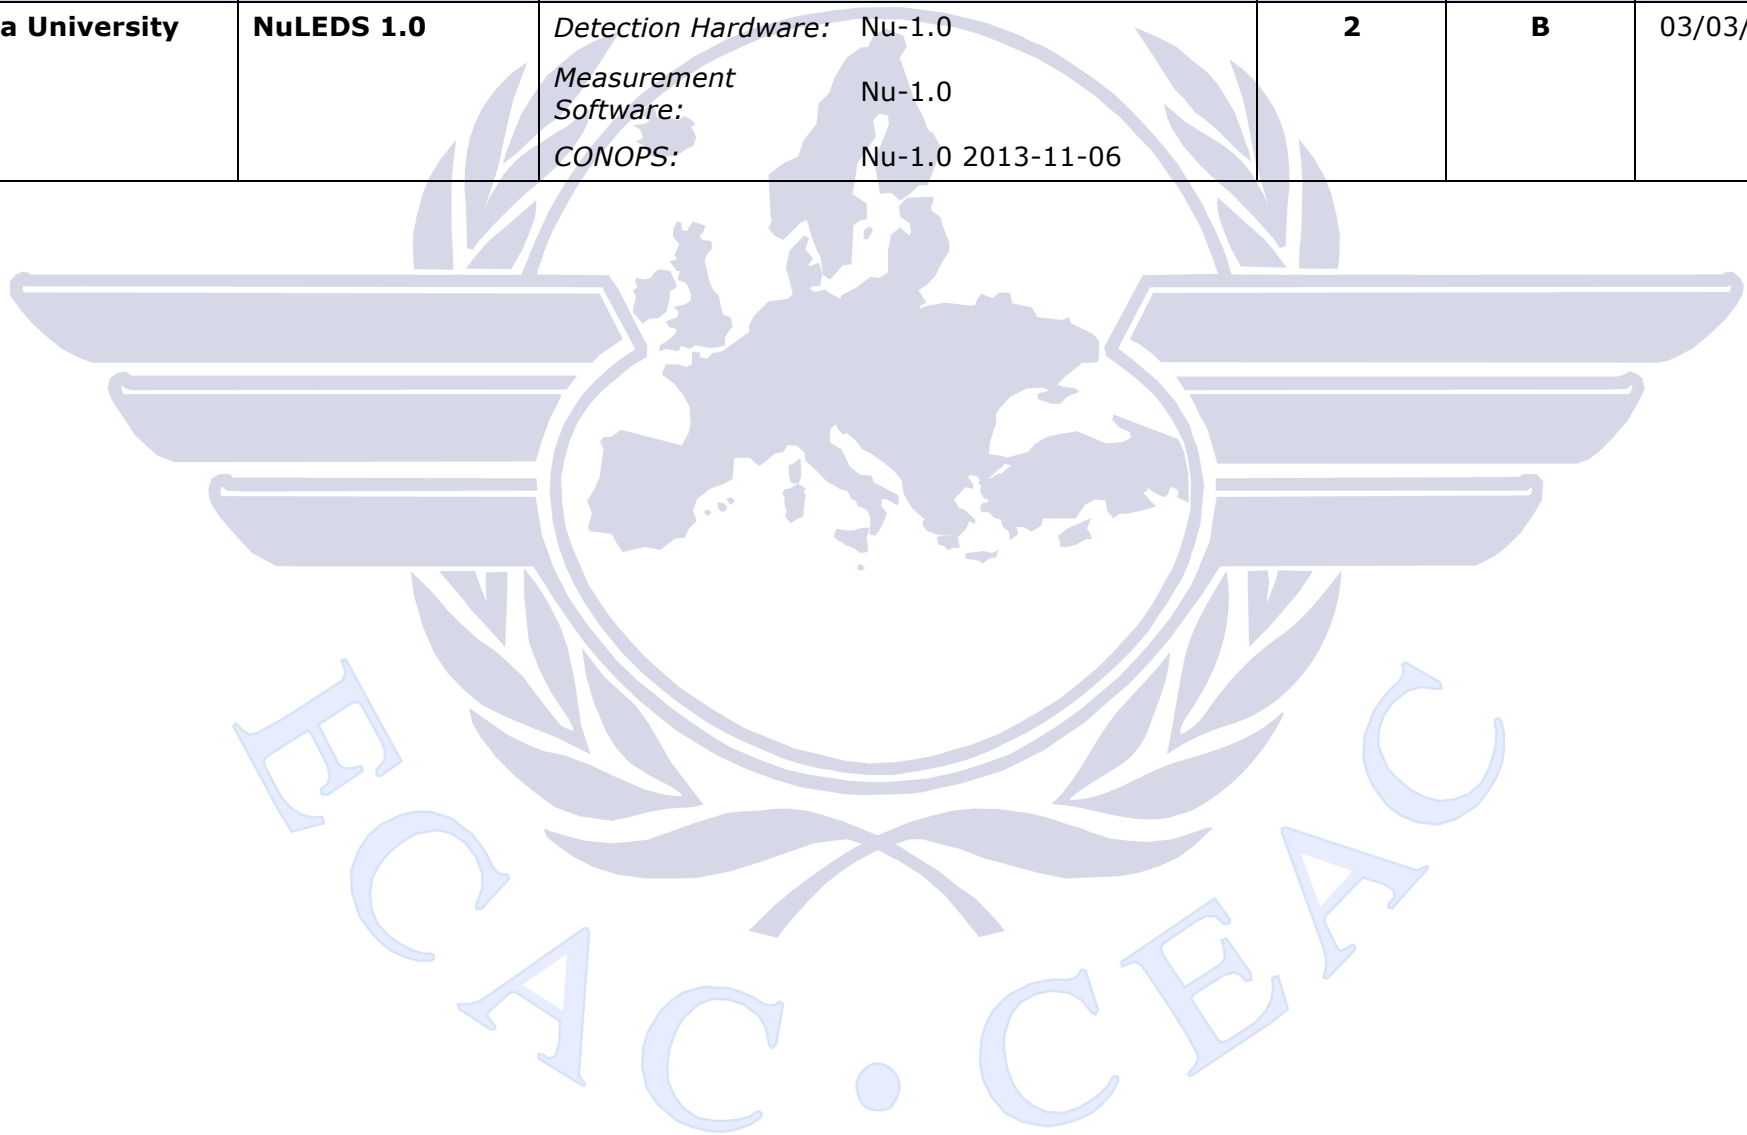 a University NuLEDS 1.0 Detection Hardware: Nu-1.0 2 B 03/03/
Measurement
Software: Nu-1.0
CONOPS: Nu-1.0 2013-11-06
ECAC • CEAC